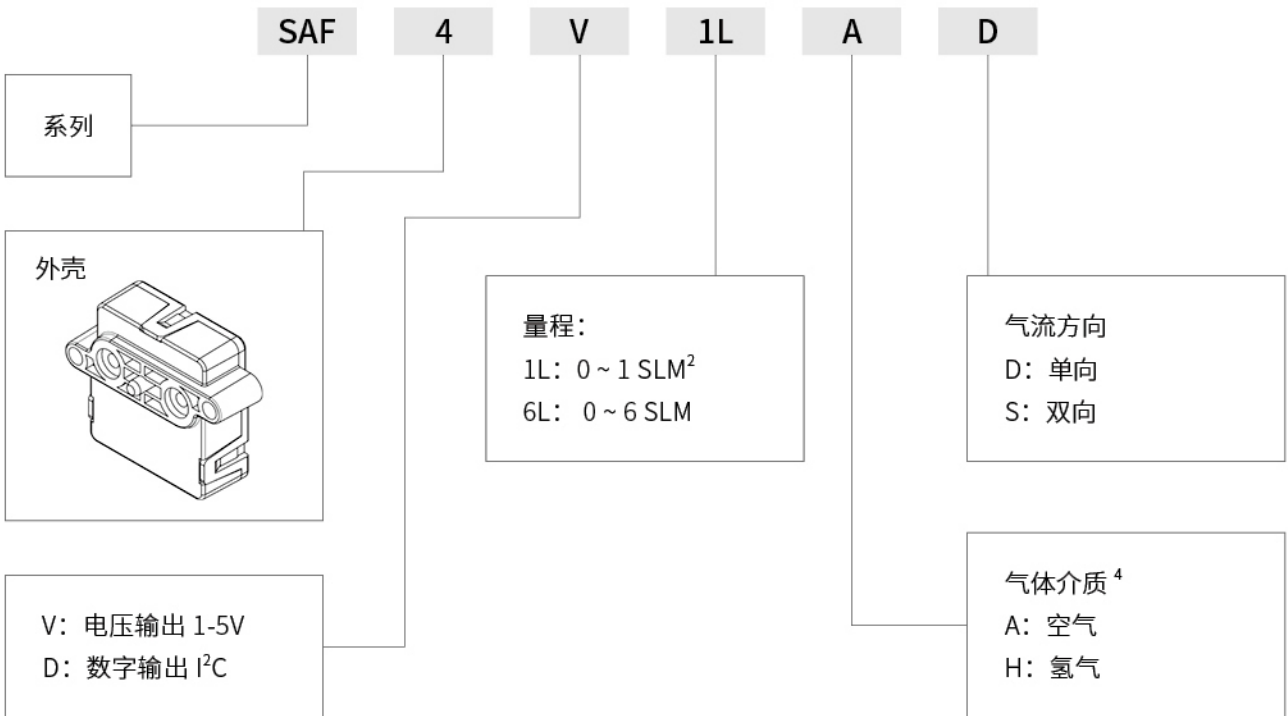 SAF 4 V 1L A D
系列
外壳
量程：
1L：0 ~ 1 SLM²
6L： 0 ~ 6 SLM
气流方向
D：单向
S：双向
V：电压输出 1-5V
D：数字输出 I²C
气体介质 ⁴
A：空气
H：氢气